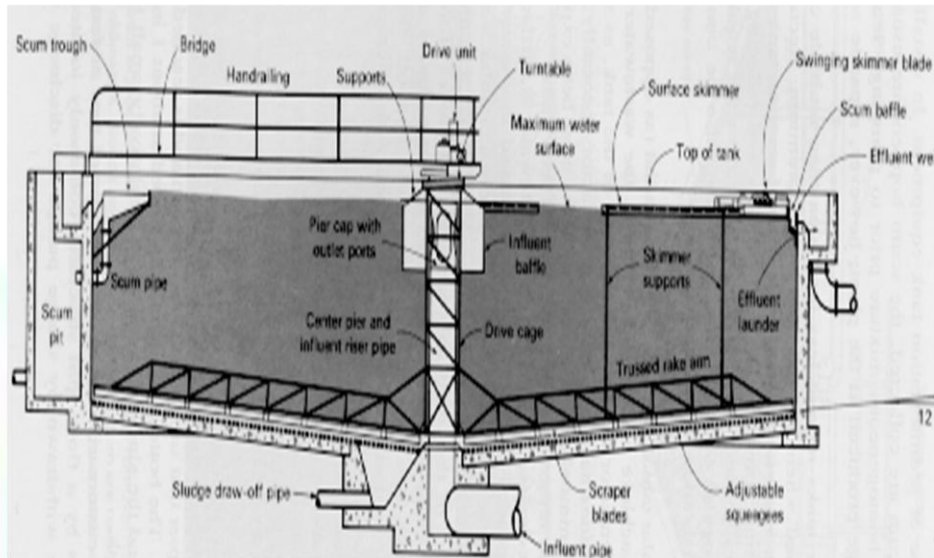 Scum trough
Bridge
Handrailing
Supports
Drive unit
Turntable
Maximum water
surface
Surface skimmer
Top of tank
Swinging skimmer blade
Scum baffle
Effluent we
Pier cap with
outlet ports
Influent
baffle
Skimmer
supports
Effluent
launder
Scum pipe
Scum
pit
Center pier and
influent riser pipe
Drive cage
Trussed rake arm
12
Sludge draw-off pipe
Scraper
blades
Adjustable
squeegees
Influent pipe